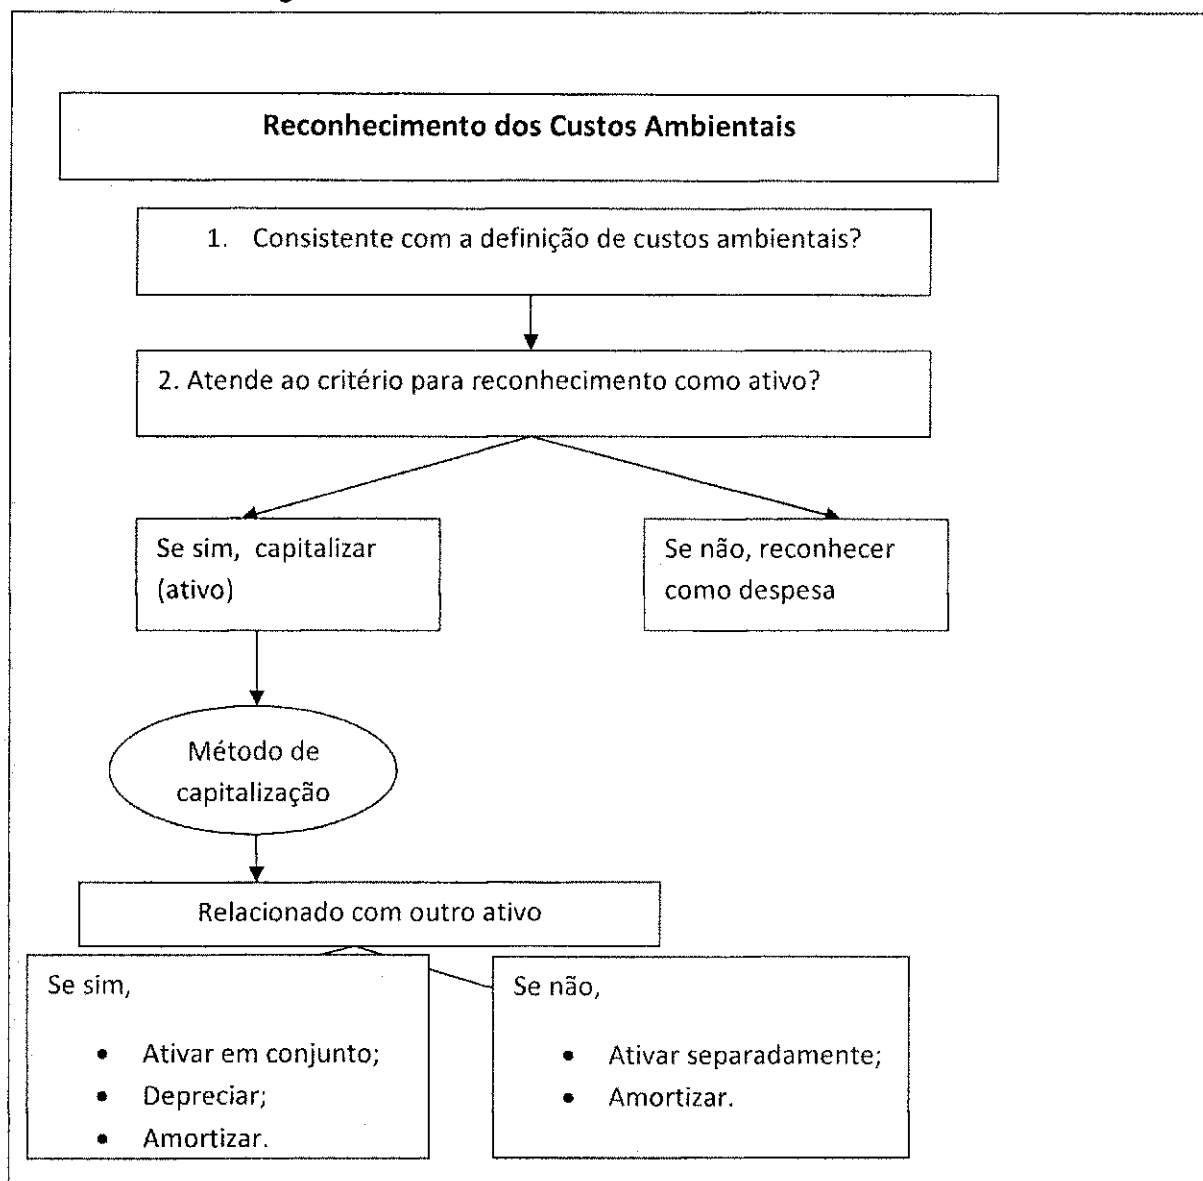 Reconhecimento dos Custos Ambientais
1. Consistente com a definição de custos ambientais?
2. Atende ao critério para reconhecimento como ativo?
Se sim, capitalizar
(ativo)
Se não, reconhecer
como despesa
Método de
capitalização
Relacionado com outro ativo
Se sim,
• Ativar em conjunto;
• Depreciar;
• Amortizar.
Se não,
• Ativar separadamente;
• Amortizar.